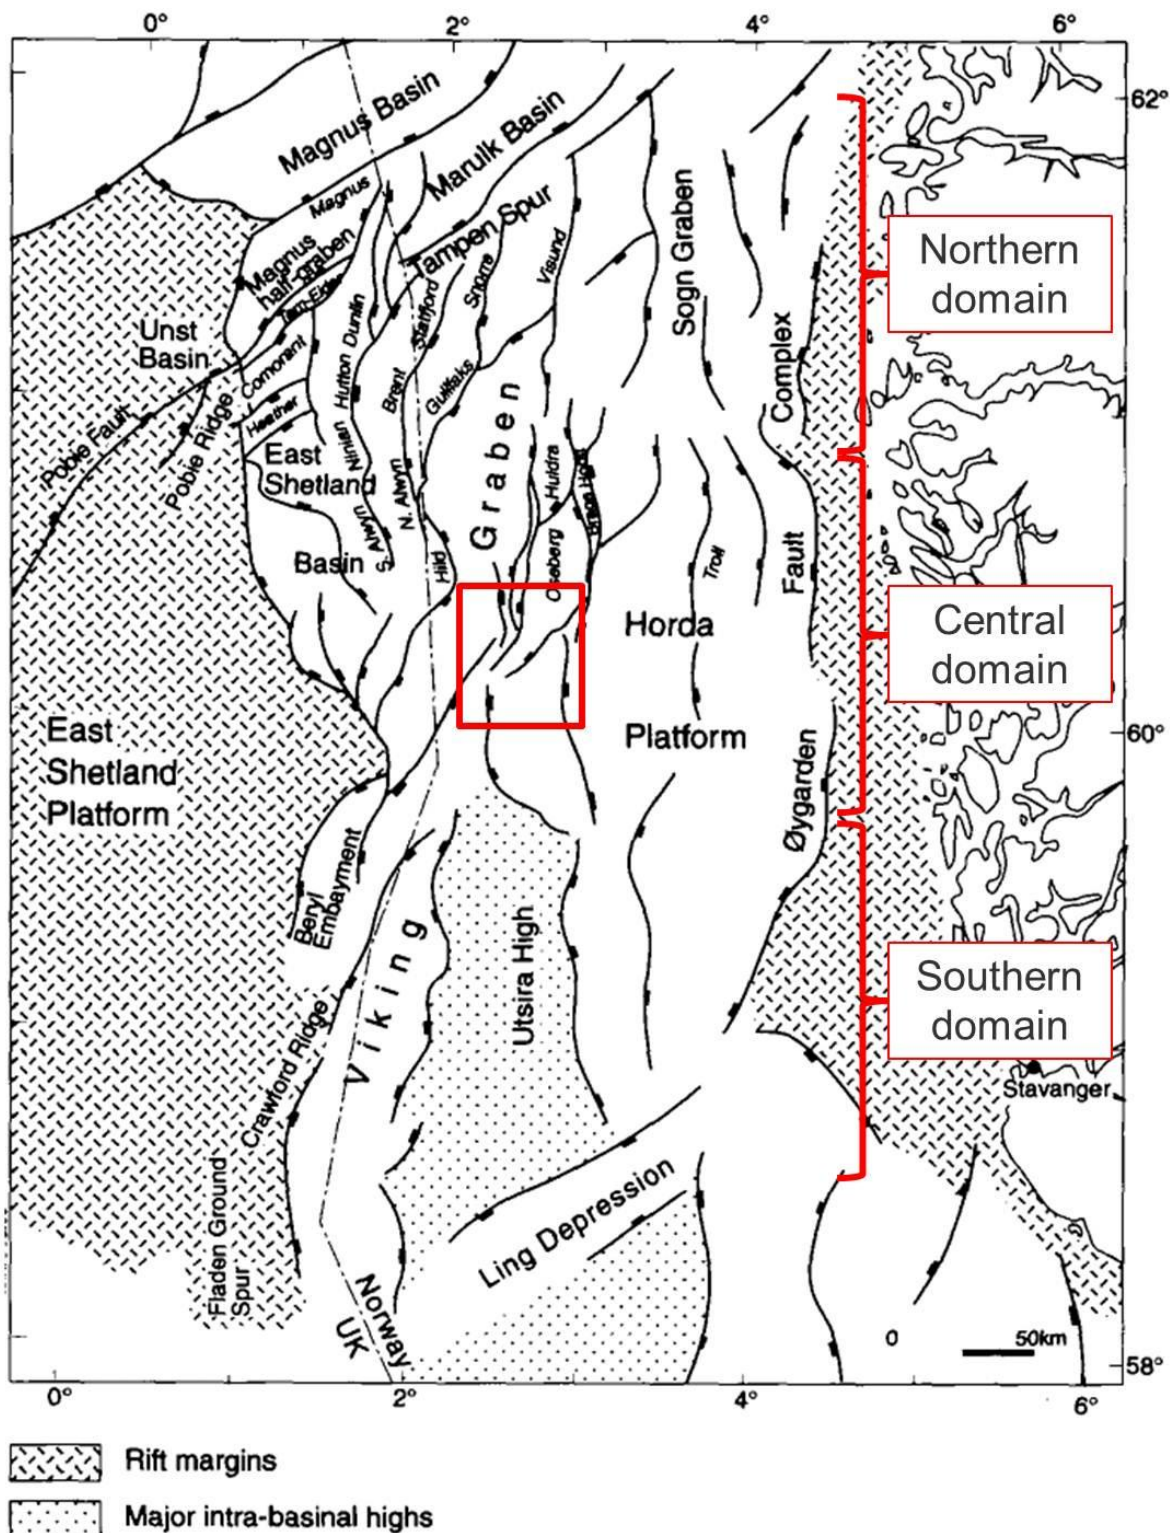 0°
2°
4°
6°
62°
60°
58°
0°
2°
4°
6°
Magnus Basin
Marulk Basin
Magnus
Tampen Spur
Magnus
half-graben
Tern-Eider
Unst
Basin
Cormorant
Heather
Pobie Fault
Pobie Ridge
Hutton
Dunlin
Ninian
Brent
Statfjord
Snorre
Visund
Gullfaks
Sogn Graben
East
Shetland
Basin
S. Alwyn
N. Alwyn
Hild
Graben
Huldra
Oseberg
Troll
Complex
Fault
Øygarden
Horda
Platform
East
Shetland
Platform
Beryl
Embayment
Viking
Utsira High
Crawford Ridge
Fladen Ground
Spur
Ling Depression
Norway
UK
Stavanger
0
50km
Northern
domain
Central
domain
Southern
domain
Rift margins
Major intra-basinal highs